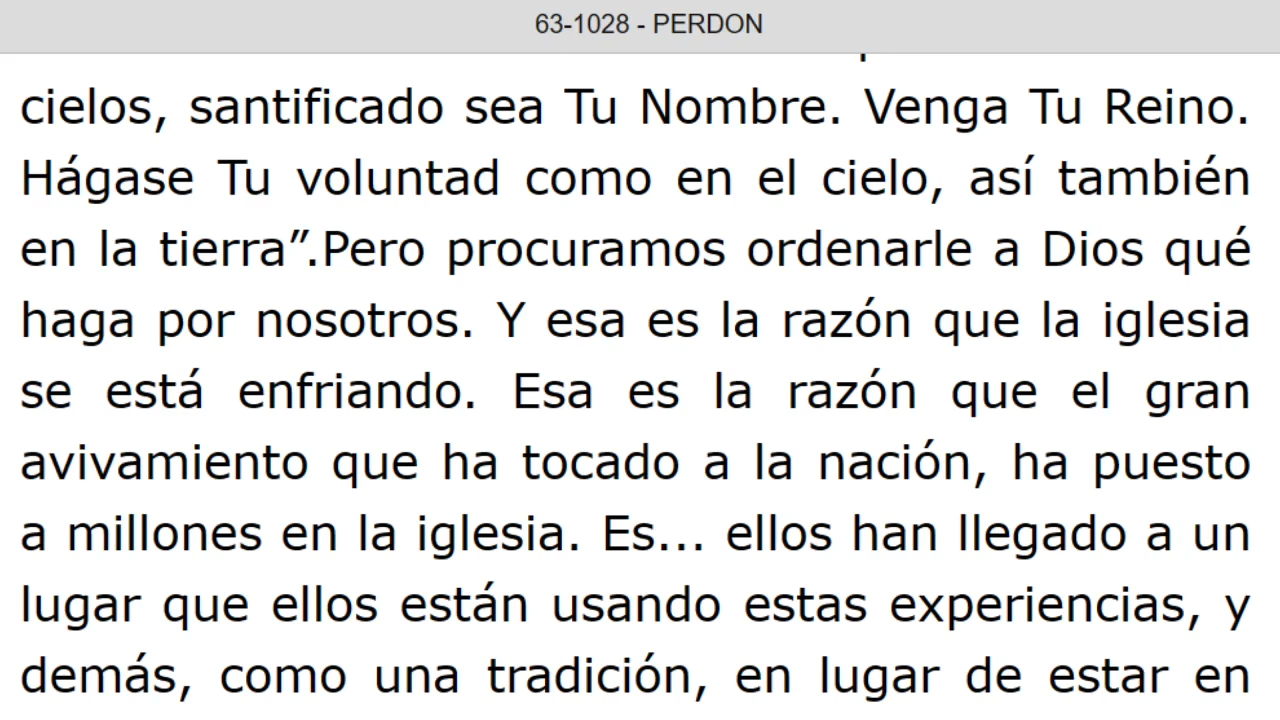 63-1028 - PERDON
cielos, santificado sea Tu Nombre. Venga Tu Reino.
Hágase Tu voluntad como en el cielo, así también
en la tierra”.Pero procuramos ordenarle a Dios qué
haga por nosotros. Y esa es la razón que la iglesia
se está enfriando. Esa es la razón que el gran
avivamiento que ha tocado a la nación, ha puesto
a millones en la iglesia. Es... ellos han llegado a un
lugar que ellos están usando estas experiencias, y
demás, como una tradición, en lugar de estar en